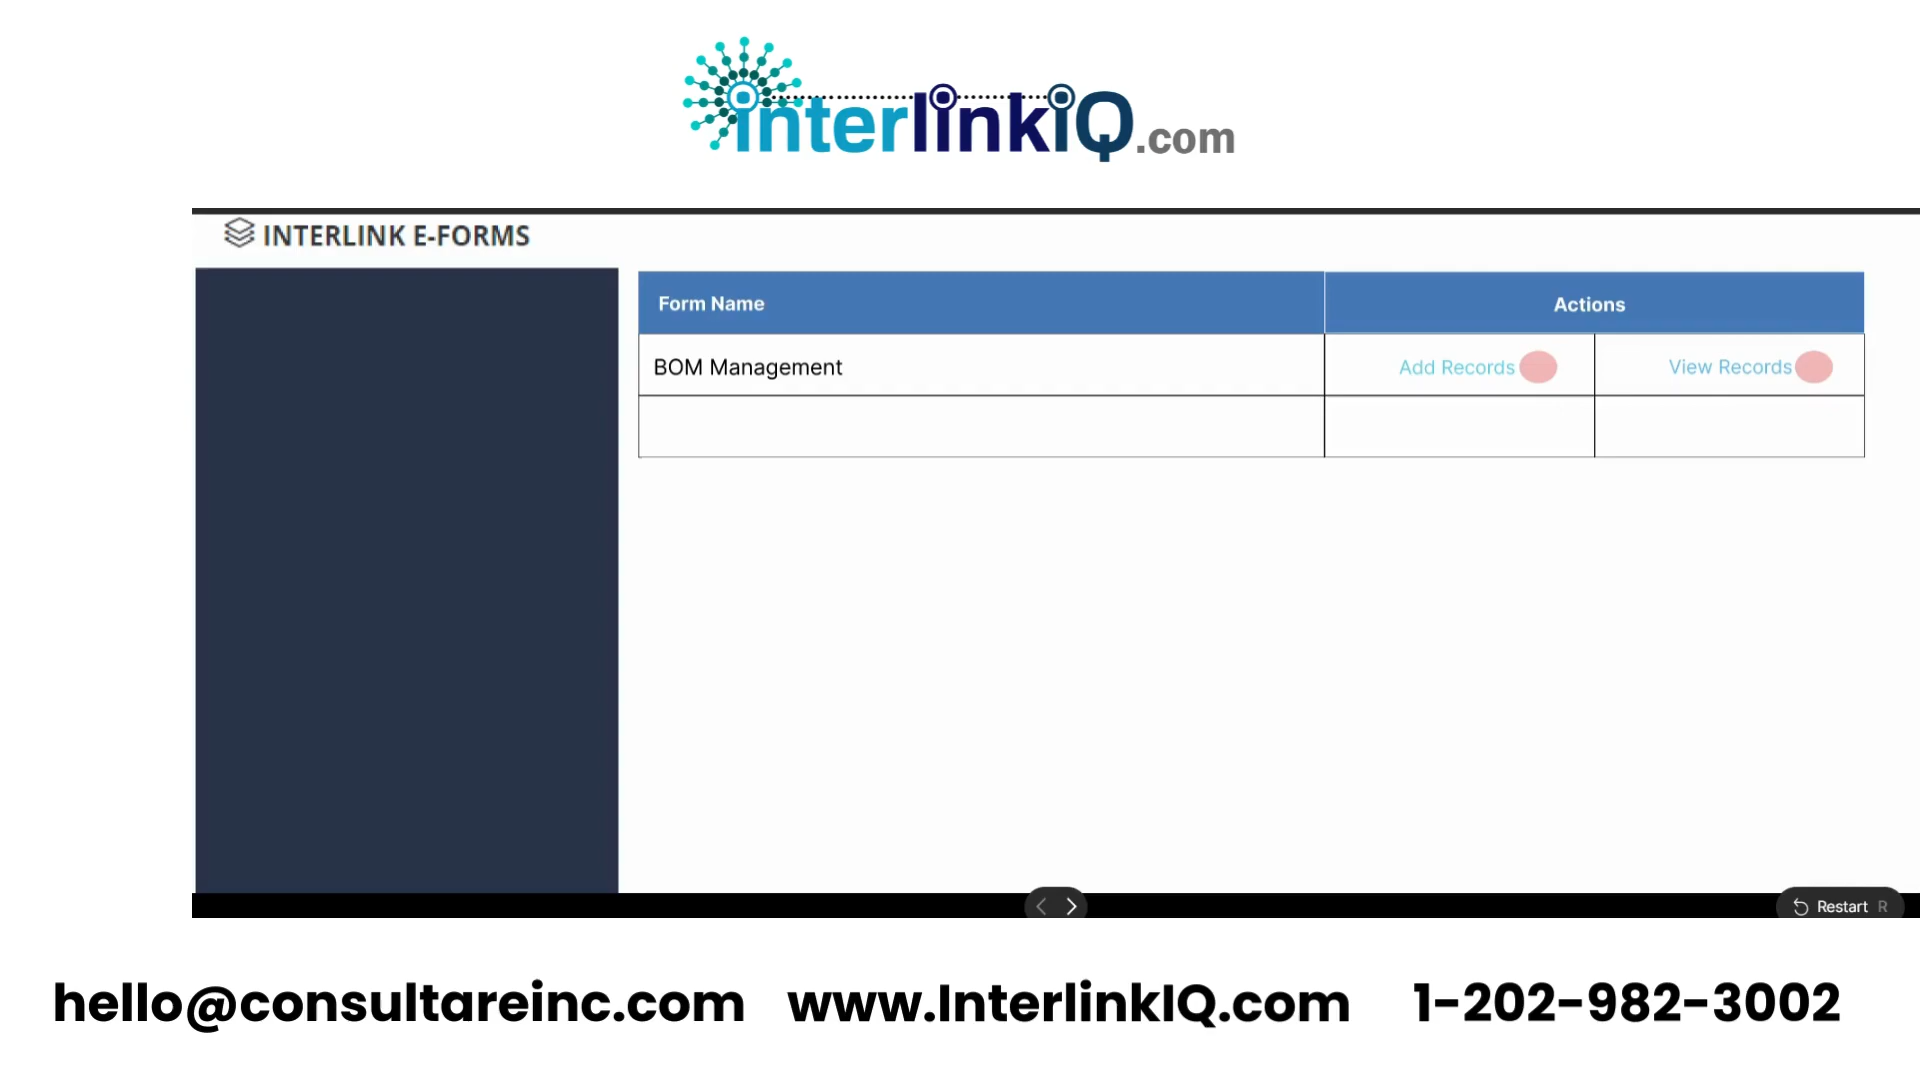 interlinkIQ.com
INTERLINK E-FORMS
Form Name Actions
BOM Management Add Records View Records
Restart R
hello@consultareinc.com www.InterlinkIQ.com 1-202-982-3002